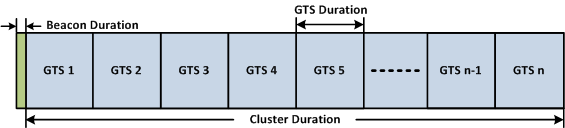 GTS Duration
Beacon Duration
GTS 1 GTS 2 GTS 3 GTS 4 GTS 5 GTS n-1 GTS n
Cluster Duration